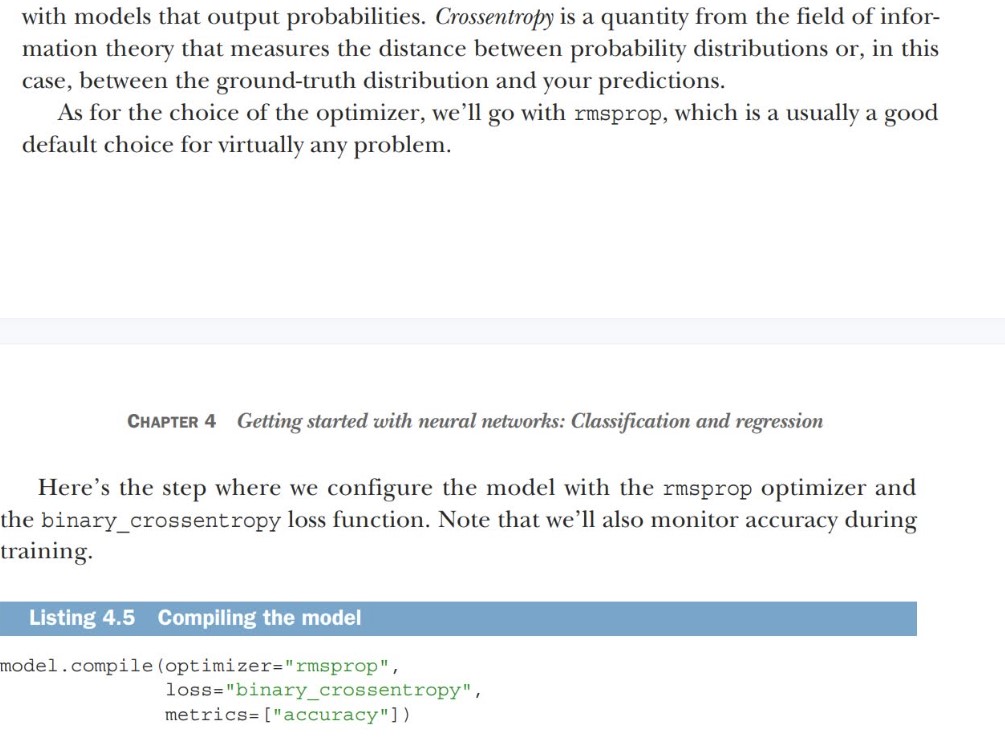 with models that output probabilities. Crossentropy is a quantity from the field of infor-
mation theory that measures the distance between probability distributions or, in this
case, between the ground-truth distribution and your predictions.
As for the choice of the optimizer, we’ll go with rmsprop, which is a usually a good
default choice for virtually any problem.
CHAPTER 4 Getting started with neural networks: Classification and regression
Here’s the step where we configure the model with the rmsprop optimizer and
the binary_crossentropy loss function. Note that we’ll also monitor accuracy during
training.
Listing 4.5 Compiling the model
model.compile(optimizer="rmsprop",
loss="binary_crossentropy",
metrics=["accuracy"])